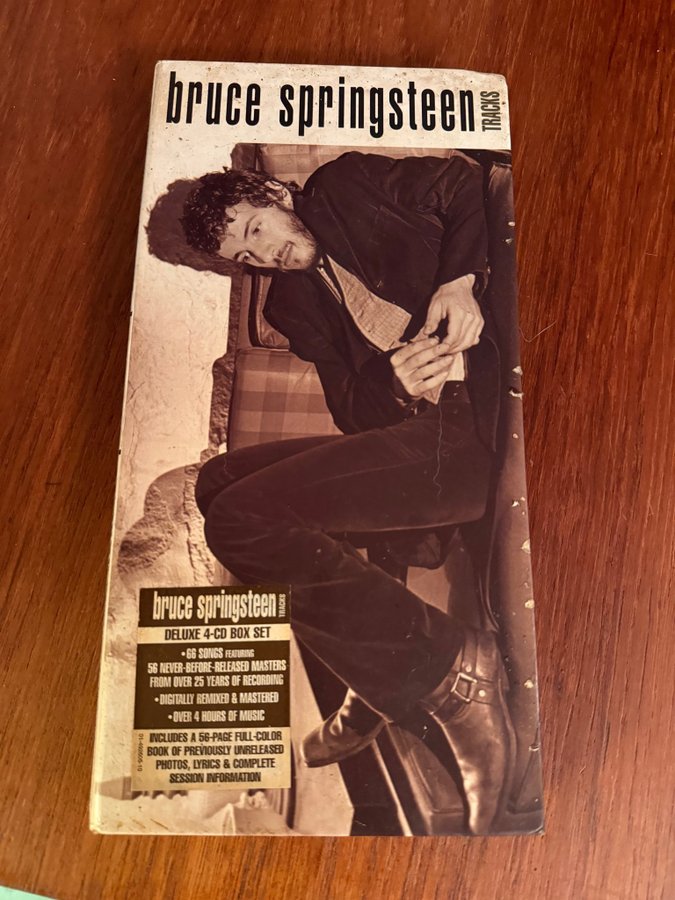 bruce springsteen TRACKS
bruce springsteen TRACKS
DELUXE 4-CD BOX SET
• 66 SONGS FEATURING
56 NEVER-BEFORE-RELEASED MASTERS
FROM OVER 25 YEARS OF RECORDING
• DIGITALLY REMIXED & MASTERED
• OVER 4 HOURS OF MUSIC
INCLUDES A 56-PAGE FULL-COLOR
BOOK OF PREVIOUSLY UNRELEASED
PHOTOS, LYRICS & COMPLETE
SESSION INFORMATION